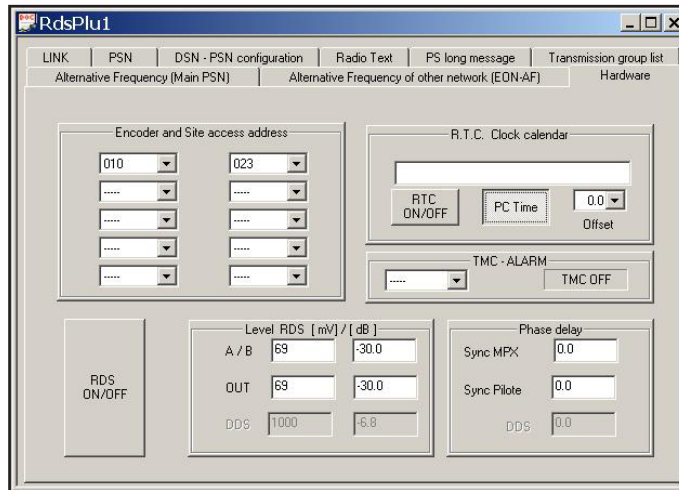 RdsPlu1
LINK PSN DSN - PSN configuration Radio Text PS long message Transmission group list
Alternative Frequency (Main PSN) Alternative Frequency of other network (EON-AF) Hardware
Encoder and Site access address
010 023
----- -----
----- -----
----- -----
----- -----
R.T.C. Clock calendar
RTC
ON/OFF
PC Time
0.0
Offset
TMC - ALARM
----- TMC OFF
RDS
ON/OFF
Level RDS [ mV] / [ dB ]
A / B 69 -30.0
OUT 69 -30.0
DDS 1000 -6.8
Phase delay
Sync MPX 0.0
Sync Pilote 0.0
DDS 0.0